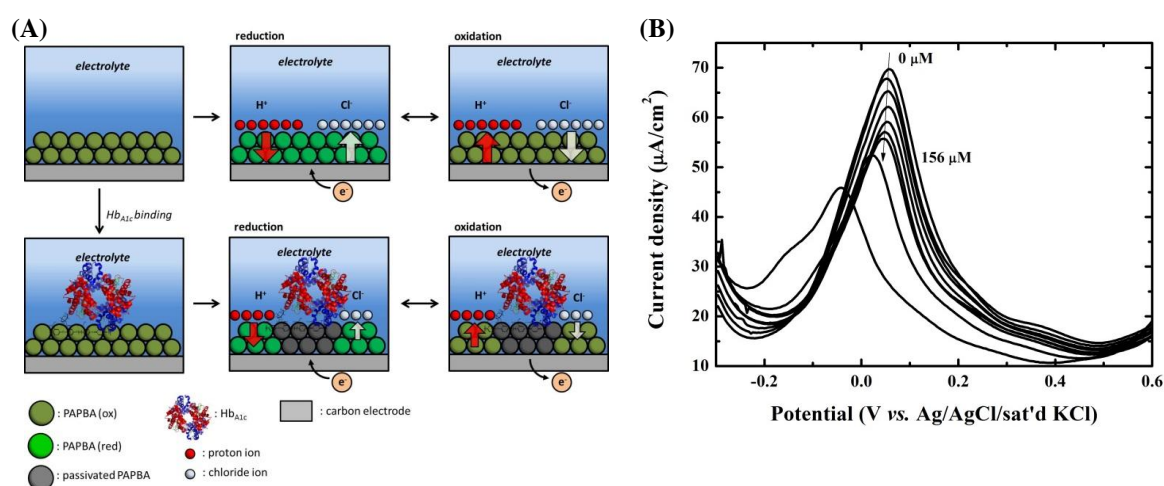 (A)
electrolyte
reduction
electrolyte
H⁺ Cl⁻
e⁻
oxidation
electrolyte
H⁺ Cl⁻
e⁻
Hb_A1c binding
electrolyte
reduction
electrolyte
H⁺ Cl⁻
e⁻
oxidation
electrolyte
H⁺ Cl⁻
e⁻
: PAPBA (ox)
: PAPBA (red)
: passivated PAPBA
: Hb_A1c
: proton ion
: chloride ion
: carbon electrode
(B)
Current density (μA/cm²)
70
60
50
40
30
20
10
0 μM
156 μM
-0.2 0.0 0.2 0.4 0.6
Potential (V vs. Ag/AgCl/sat'd KCl)